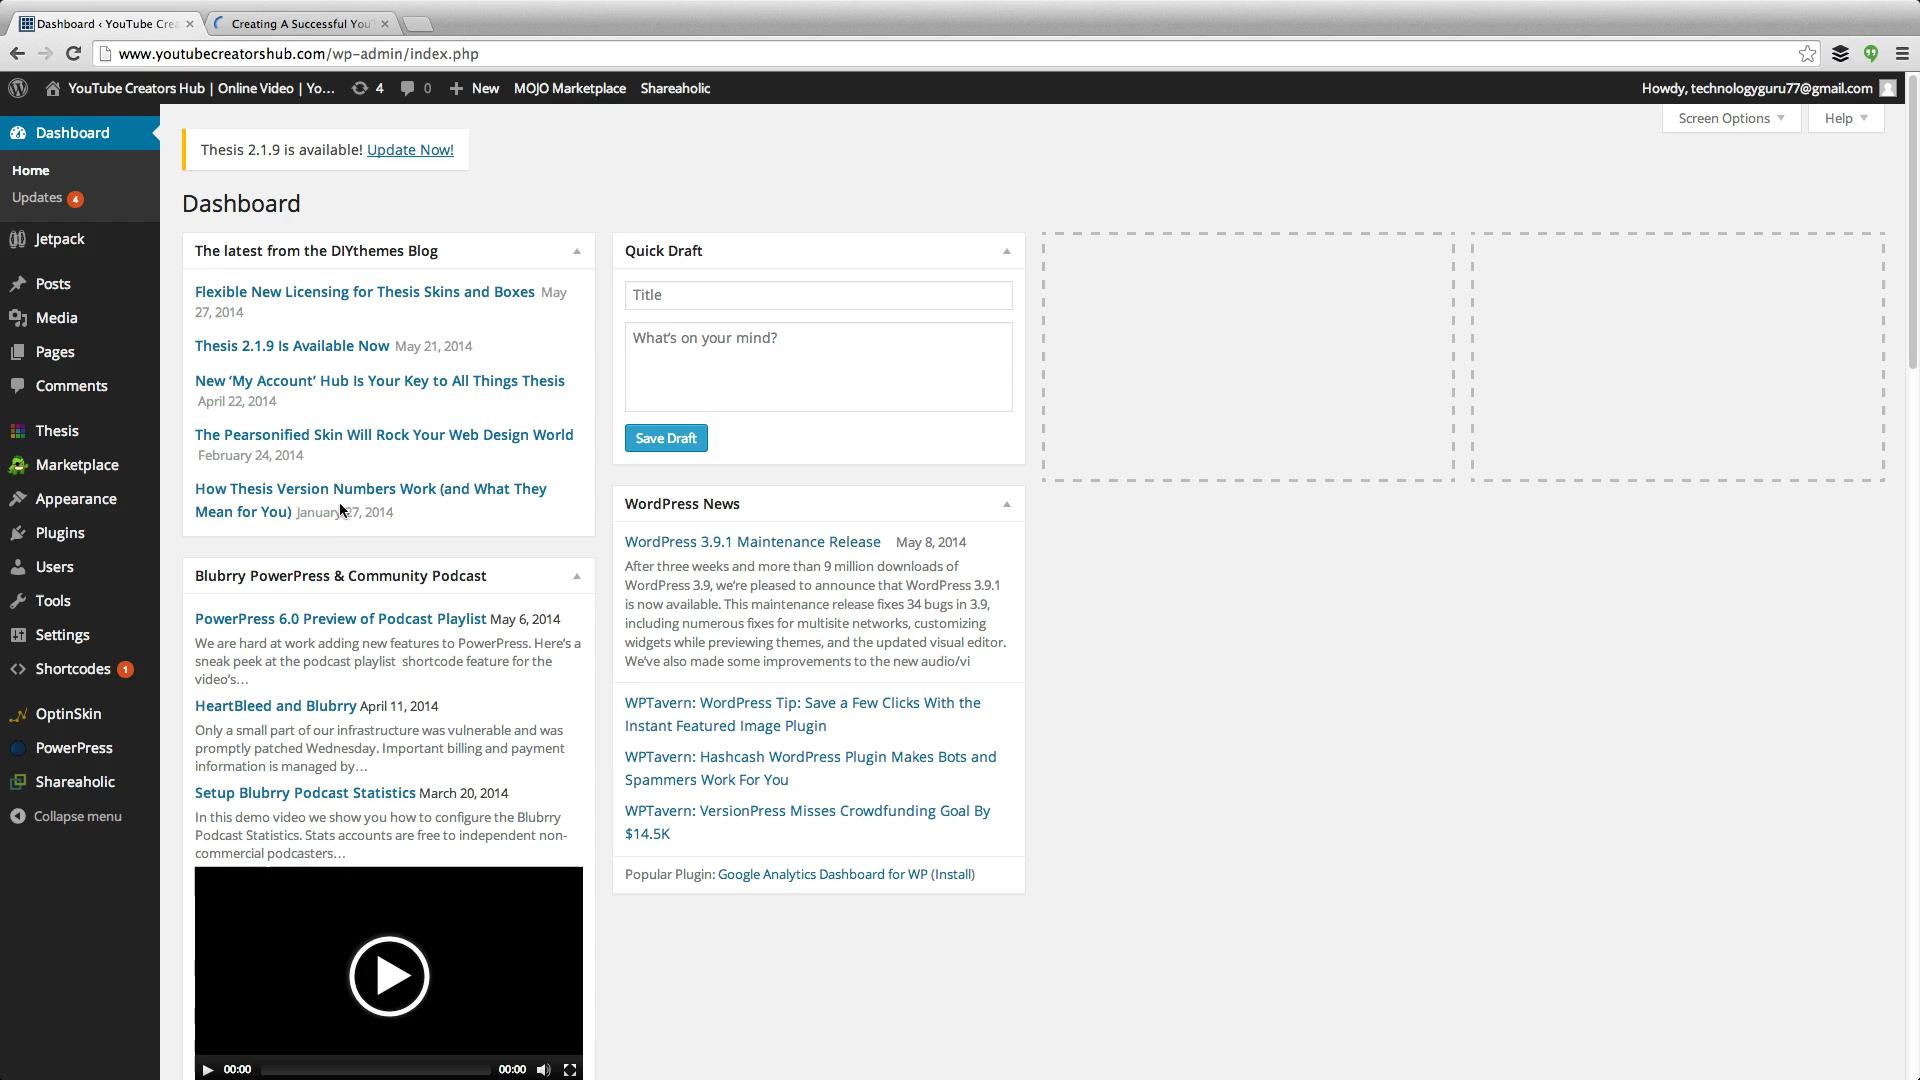 Dashboard ‹ YouTube Crea
Creating A Successful You
www.youtubecreatorshub.com/wp-admin/index.php
YouTube Creators Hub | Online Video | Yo... 4 0 New MOJO Marketplace Shareaholic
Howdy, technologyguru77@gmail.com
Screen Options
Help
Dashboard
Home
Updates 4
Jetpack
Posts
Media
Pages
Comments
Thesis
Marketplace
Appearance
Plugins
Users
Tools
Settings
Shortcodes 1
OptinSkin
PowerPress
Shareaholic
Collapse menu
Thesis 2.1.9 is available! Update Now!
Dashboard
The latest from the DIYthemes Blog
Flexible New Licensing for Thesis Skins and Boxes May
27, 2014
Thesis 2.1.9 Is Available Now May 21, 2014
New ‘My Account’ Hub Is Your Key to All Things Thesis
April 22, 2014
The Pearsonified Skin Will Rock Your Web Design World
February 24, 2014
How Thesis Version Numbers Work (and What They
Mean for You) January 27, 2014
Blubrry PowerPress & Community Podcast
PowerPress 6.0 Preview of Podcast Playlist May 6, 2014
We are hard at work adding new features to PowerPress. Here’s a
sneak peek at the podcast playlist shortcode feature for the
video’s…
HeartBleed and Blubrry April 11, 2014
Only a small part of our infrastructure was vulnerable and was
promptly patched Wednesday. Important billing and payment
information is managed by…
Setup Blubrry Podcast Statistics March 20, 2014
In this demo video we show you how to configure the Blubrry
Podcast Statistics. Stats accounts are free to independent non-
commercial podcasters…
00:00 00:00
Quick Draft
Title
What’s on your mind?
Save Draft
WordPress News
WordPress 3.9.1 Maintenance Release May 8, 2014
After three weeks and more than 9 million downloads of
WordPress 3.9, we’re pleased to announce that WordPress 3.9.1
is now available. This maintenance release fixes 34 bugs in 3.9,
including numerous fixes for multisite networks, customizing
widgets while previewing themes, and the updated visual editor.
We’ve also made some improvements to the new audio/vi
WPTavern: WordPress Tip: Save a Few Clicks With the
Instant Featured Image Plugin
WPTavern: Hashcash WordPress Plugin Makes Bots and
Spammers Work For You
WPTavern: VersionPress Misses Crowdfunding Goal By
$14.5K
Popular Plugin: Google Analytics Dashboard for WP (Install)